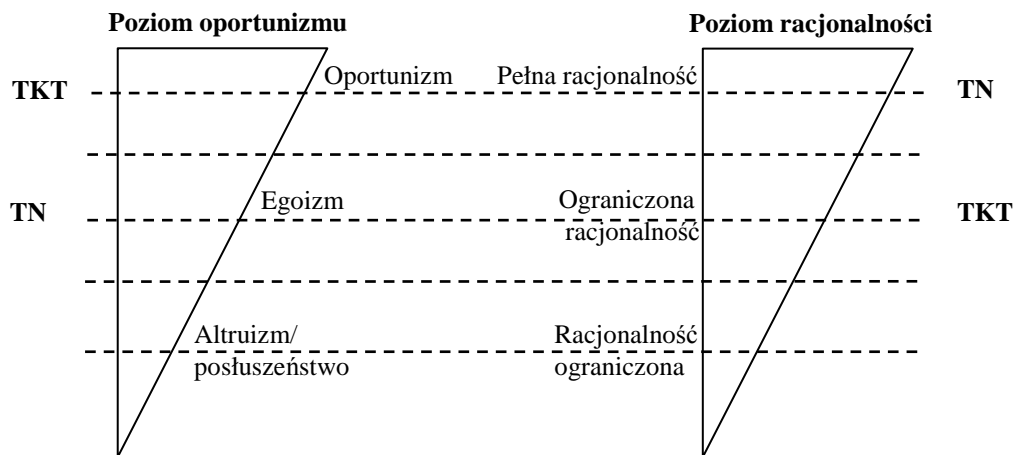 Poziom oportunizmu
Poziom racjonalności
TKT
Oportunizm
Pełna racjonalność
TN
TN
Egoizm
Ograniczona
racjonalność
TKT
Altruizm/
posłuszeństwo
Racjonalność
ograniczona